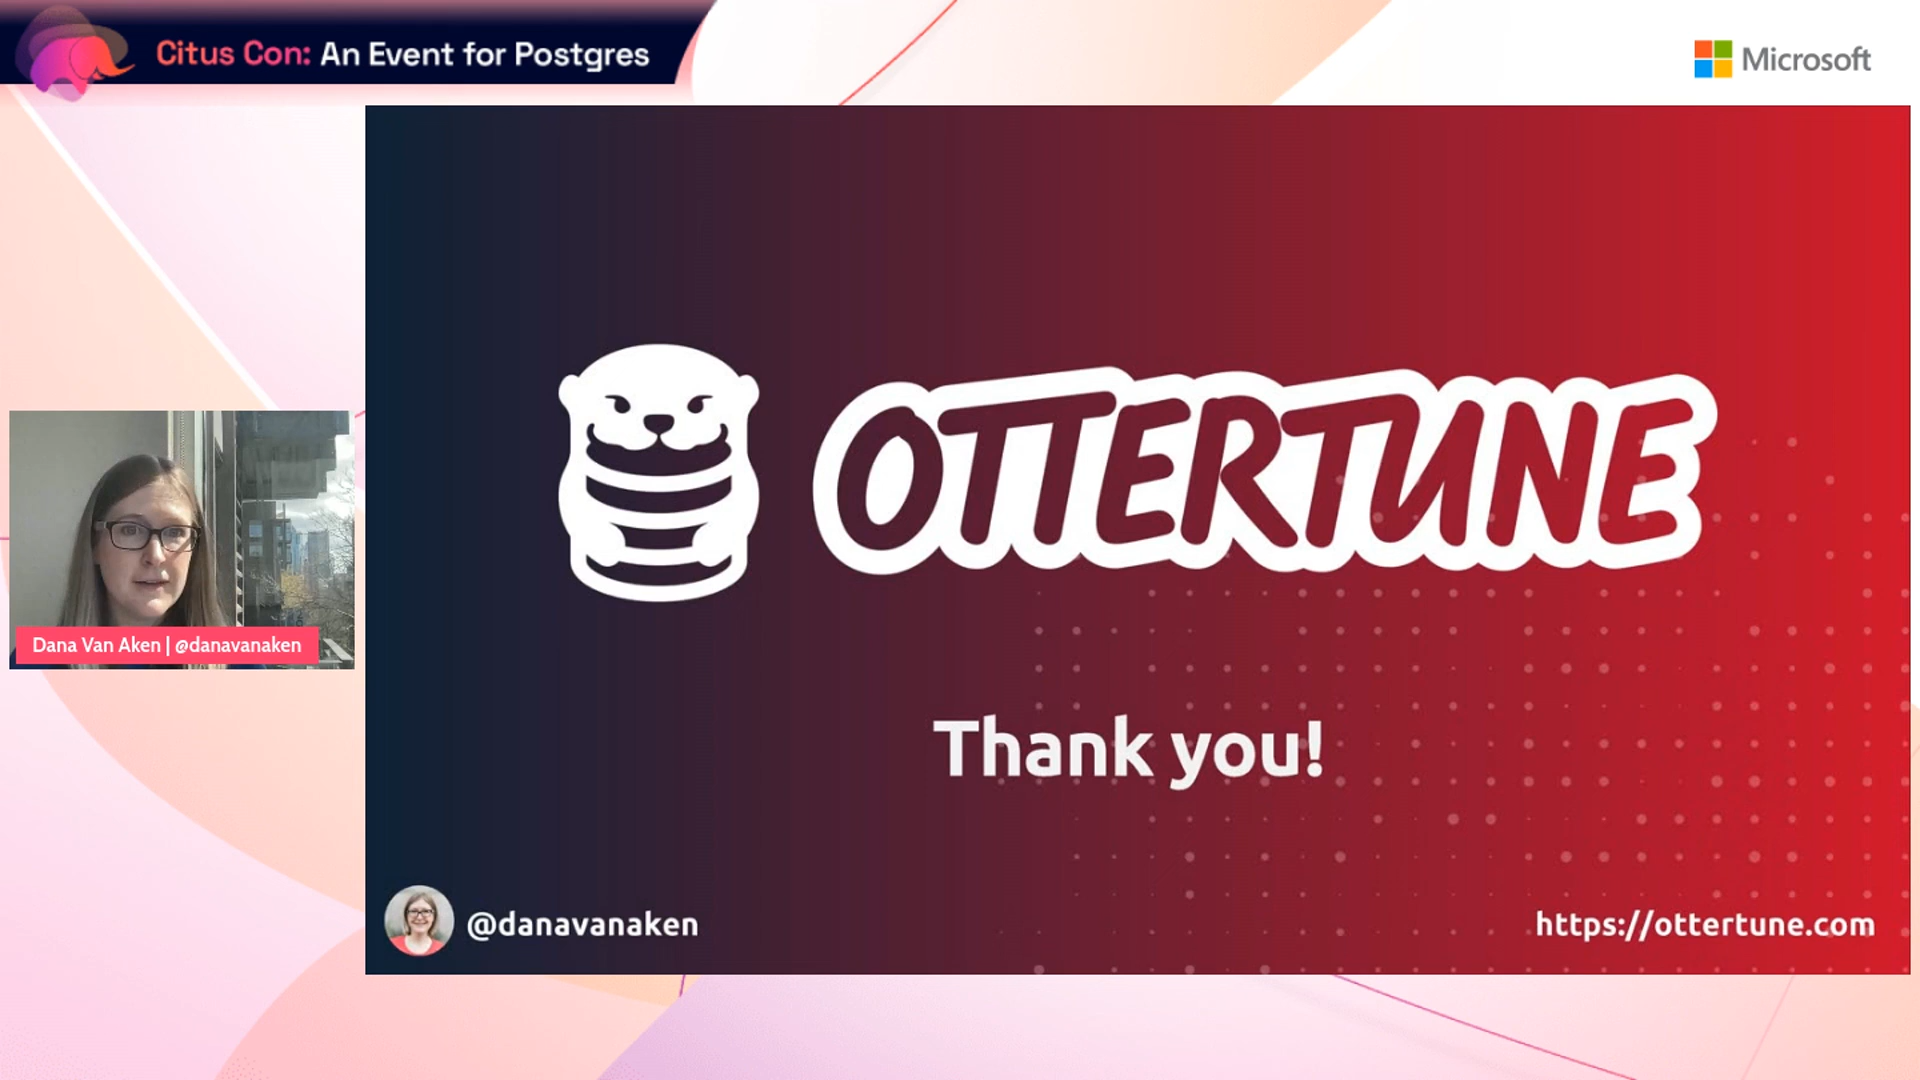 Citus Con: An Event for Postgres
Microsoft
OTTERTUNE
Dana Van Aken | @danavanaken
Thank you!
@danavanaken
https://ottertune.com